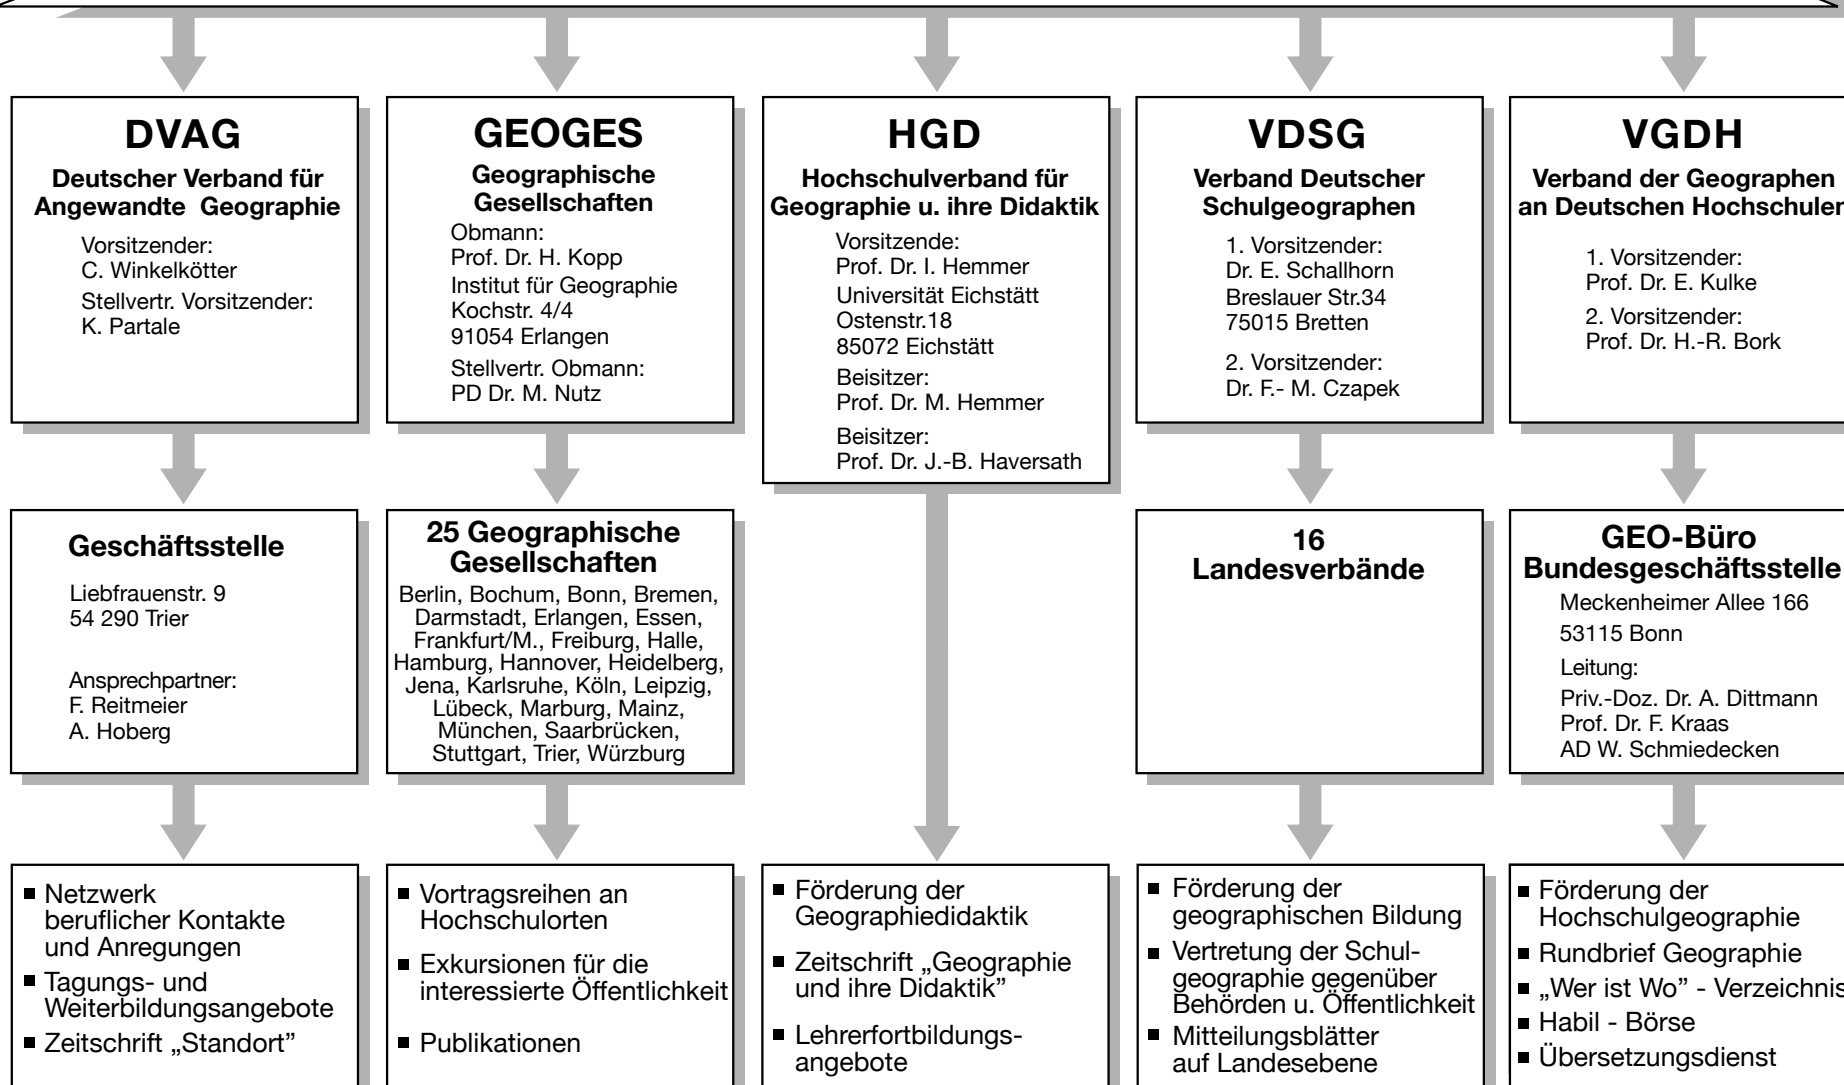 DVAG
Deutscher Verband für
Angewandte Geographie
Vorsitzender:
C. Winkelkötter
Stellvertr. Vorsitzender:
K. Partale
GEOGES
Geographische
Gesellschaften
Obmann:
Prof. Dr. H. Kopp
Institut für Geographie
Kochstr. 4/4
91054 Erlangen
Stellvertr. Obmann:
PD Dr. M. Nutz
HGD
Hochschulverband für
Geographie u. ihre Didaktik
Vorsitzende:
Prof. Dr. I. Hemmer
Universität Eichstätt
Ostenstr.18
85072 Eichstätt
Beisitzer:
Prof. Dr. M. Hemmer
Beisitzer:
Prof. Dr. J.-B. Haversath
VDSG
Verband Deutscher
Schulgeographen
1. Vorsitzender:
Dr. E. Schallhorn
Breslauer Str.34
75015 Bretten
2. Vorsitzender:
Dr. F.- M. Czapek
VGDH
Verband der Geographen
an Deutschen Hochschulen
1. Vorsitzender:
Prof. Dr. E. Kulke
2. Vorsitzender:
Prof. Dr. H.-R. Bork
Geschäftsstelle
Liebfrauenstr. 9
54 290 Trier
Ansprechpartner:
F. Reitmeier
A. Hoberg
25 Geographische
Gesellschaften
Berlin, Bochum, Bonn, Bremen,
Darmstadt, Erlangen, Essen,
Frankfurt/M., Freiburg, Halle,
Hamburg, Hannover, Heidelberg,
Jena, Karlsruhe, Köln, Leipzig,
Lübeck, Marburg, Mainz,
München, Saarbrücken,
Stuttgart, Trier, Würzburg
16
Landesverbände
GEO-Büro
Bundesgeschäftsstelle
Meckenheimer Allee 166
53115 Bonn
Leitung:
Priv.-Doz. Dr. A. Dittmann
Prof. Dr. F. Kraas
AD W. Schmiedecken
▪ Netzwerk
beruflicher Kontakte
und Anregungen
▪ Tagungs- und
Weiterbildungsangebote
▪ Zeitschrift „Standort”
▪ Vortragsreihen an
Hochschulorten
▪ Exkursionen für die
interessierte Öffentlichkeit
▪ Publikationen
▪ Förderung der
Geographiedidaktik
▪ Zeitschrift „Geographie
und ihre Didaktik”
▪ Lehrerfortbildungs-
angebote
▪ Förderung der
geographischen Bildung
▪ Vertretung der Schul-
geographie gegenüber
Behörden u. Öffentlichkeit
▪ Mitteilungsblätter
auf Landesebene
▪ Förderung der
Hochschulgeographie
▪ Rundbrief Geographie
▪ „Wer ist Wo” - Verzeichnis
▪ Habil - Börse
▪ Übersetzungsdienst